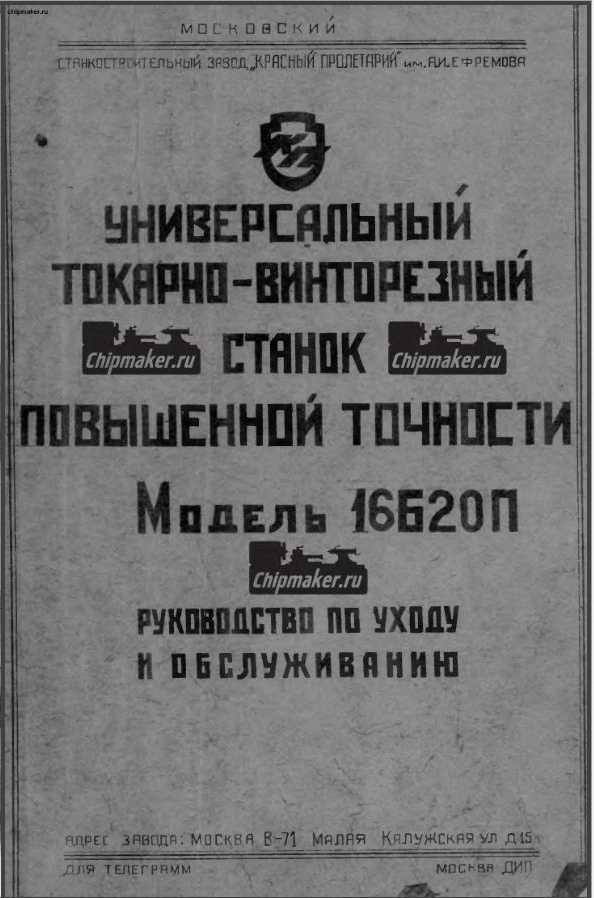 chipmaker.ru
МОСКОВСКИЙ
СТАНКОСТРОИТЕЛЬНЫЙ ЗАВОД „КРАСНЫЙ ПРОЛЕТАРИЙ" им. А.И. ЕФРЕМОВА
УНИВЕРСАЛЬНЫЙ
ТОКАРНО-ВИНТОРЕЗНЫЙ
Chipmaker.ru СТАНОК Chipmaker.ru
ПОВЫШЕННОЙ ТОЧНОСТИ
Модель 16Б20П
Chipmaker.ru
РУКОВОДСТВО ПО УХОДУ
И ОБСЛУЖИВАНИЮ
АДРЕС ЗАВОДА: МОСКВА В-71 МАЛАЯ КАЛУЖСКАЯ УЛ Д 15
ДЛЯ ТЕЛЕГРАММ МОСКВА ДИП